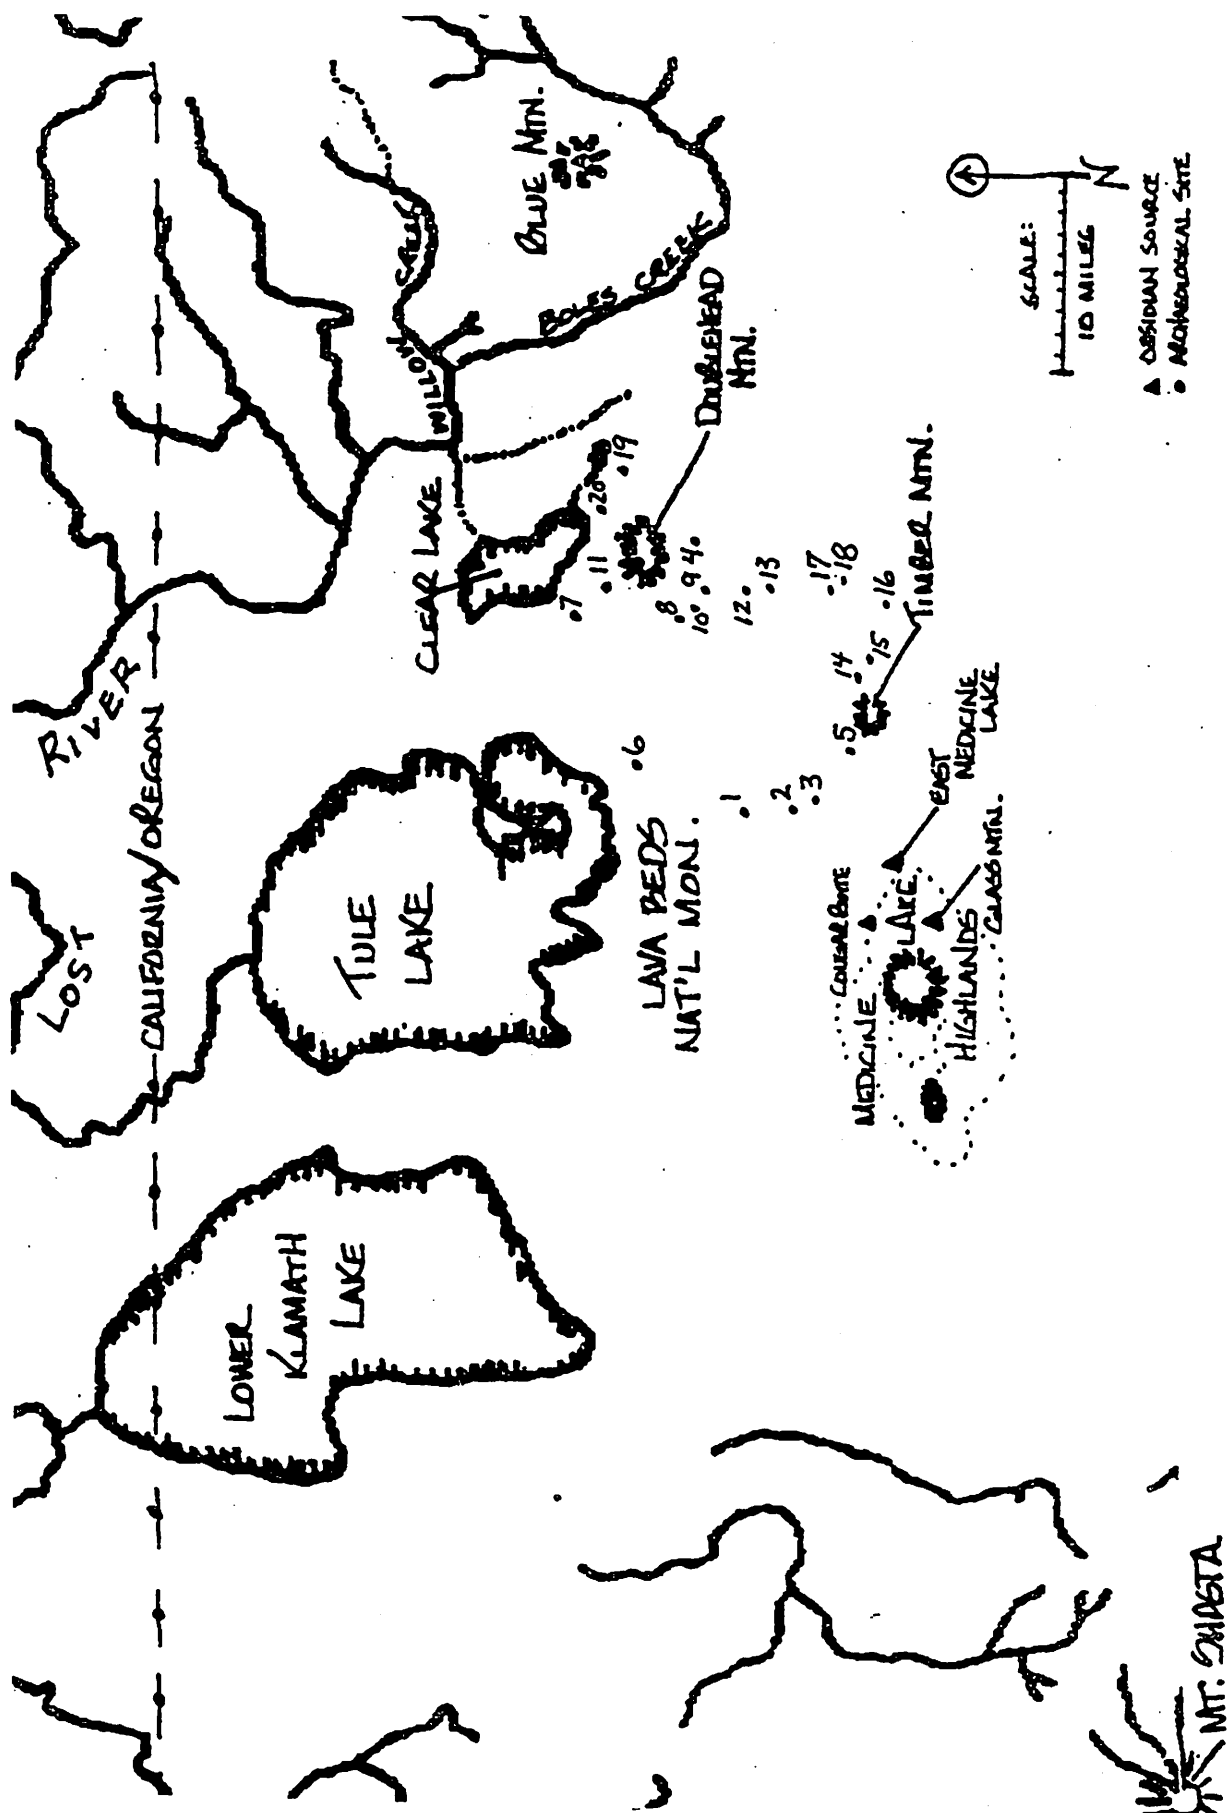 LOST
RIVER
CALIFORNIA/OREGON
LOWER
KLAMATH
LAKE
TULE
LAKE
CLEAR LAKE
WILLOW CREEK
BOLES CREEK
BLUE MTN.
DOUBLEHEAD
MTN.
LAVA BEDS
NAT'L MON.
.7
.11
.20
.19
.8
10.
.9
4.
12.
.13
.17
.18
.16
14
.15
.5
.6
.1
.2
.3
TIMBER MTN.
COUGAR BUTTE
MEDICINE
LAKE
HIGHLANDS
EAST
MEDICINE
LAKE
GLASS MTN.
MT. SHASTA
N
SCALE:
10 MILES
▲ OBSIDIAN SOURCE
• ARCHAEOLOGICAL SITE